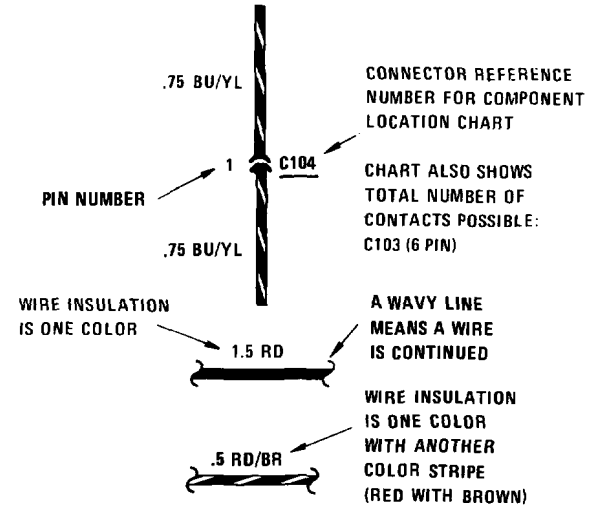 .75 BU/YL
CONNECTOR REFERENCE
NUMBER FOR COMPONENT
LOCATION CHART
1
C104
PIN NUMBER
CHART ALSO SHOWS
TOTAL NUMBER OF
CONTACTS POSSIBLE:
C103 (6 PIN)
.75 BU/YL
WIRE INSULATION
IS ONE COLOR
A WAVY LINE
MEANS A WIRE
IS CONTINUED
1.5 RD
WIRE INSULATION
IS ONE COLOR
WITH ANOTHER
COLOR STRIPE
(RED WITH BROWN)
.5 RD/BR